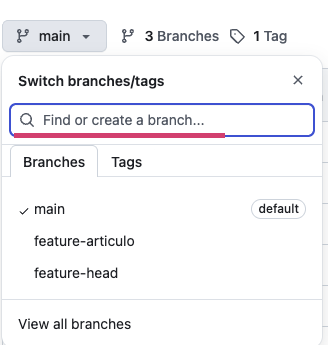 main 3 Branches 1 Tag
Switch branches/tags
Find or create a branch...
Branches Tags
main default
feature-articulo
feature-head
View all branches